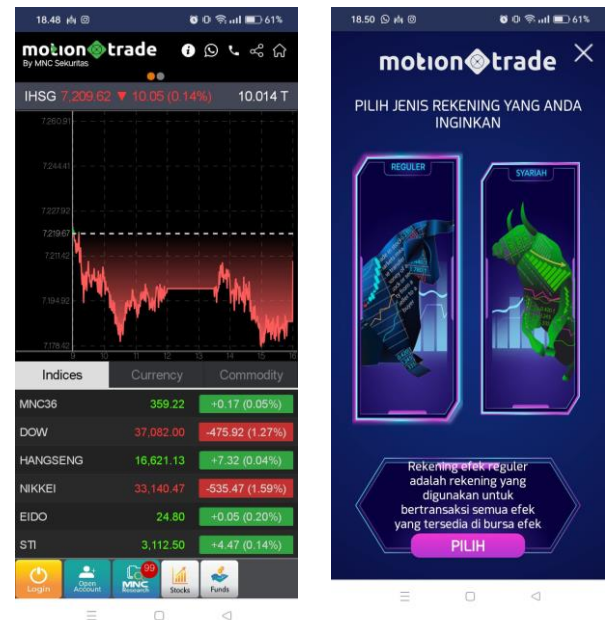 18.48
61%
motion trade
By MNC Sekuritas
IHSG 7,209.62 ▼ 10.05 (0.14%) 10.014 T
7260.91
7,244.41
7,227.92
7,219.67
7,211.42
7,194.92
7,178.42
9 10 11 12 13 14 15 16
Indices Currency Commodity
MNC36 359.22 +0.17 (0.05%)
DOW 37,082.00 -475.92 (1.27%)
HANGSENG 16,621.13 +7.32 (0.04%)
NIKKEI 33,140.47 -535.47 (1.59%)
EIDO 24.80 +0.05 (0.20%)
STI 3,112.50 +4.47 (0.14%)
99
Login Open Account MNC Research Stocks Funds
18.50
61%
motion trade
PILIH JENIS REKENING YANG ANDA
INGINKAN
REGULER SYARIAH
Rekening efek reguler
adalah rekening yang
digunakan untuk
bertransaksi semua efek
yang tersedia di bursa efek
PILIH